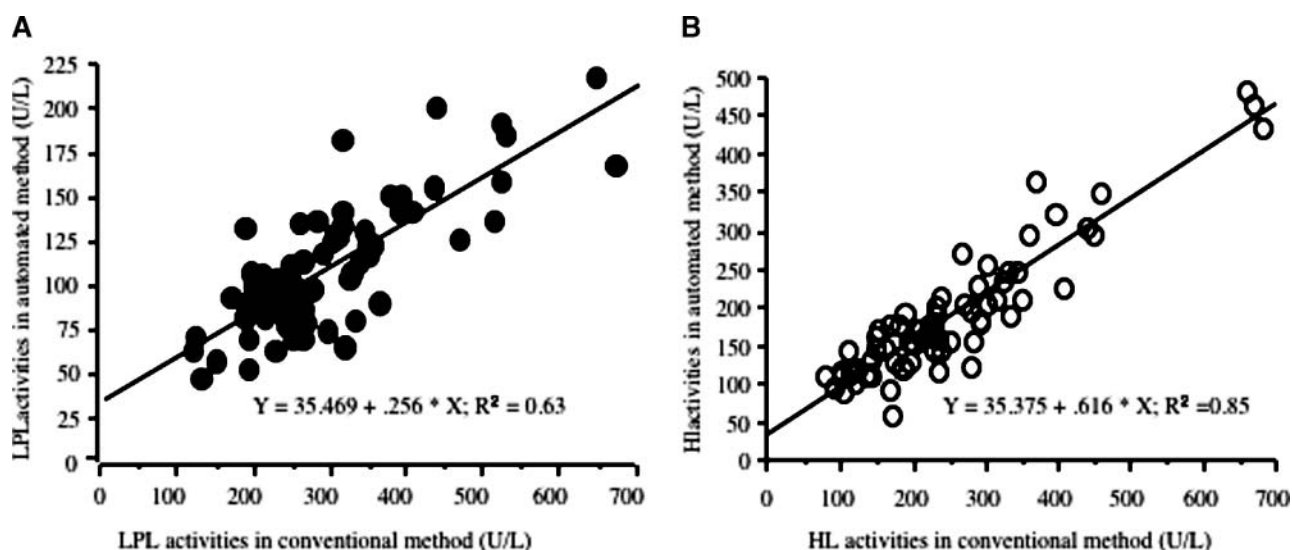 A
B
LPLactivities in automated method (U/L)
225
200
175
150
125
100
75
50
25
0
Y = 35.469 + .256 * X; R² = 0.63
0 100 200 300 400 500 600 700
LPL activities in conventional method (U/L)
Hlactivities in automated method (U/L)
500
450
400
350
300
250
200
150
100
50
0
Y = 35.375 + .616 * X; R² =0.85
0 100 200 300 400 500 600 700
HL activities in conventional method (U/L)